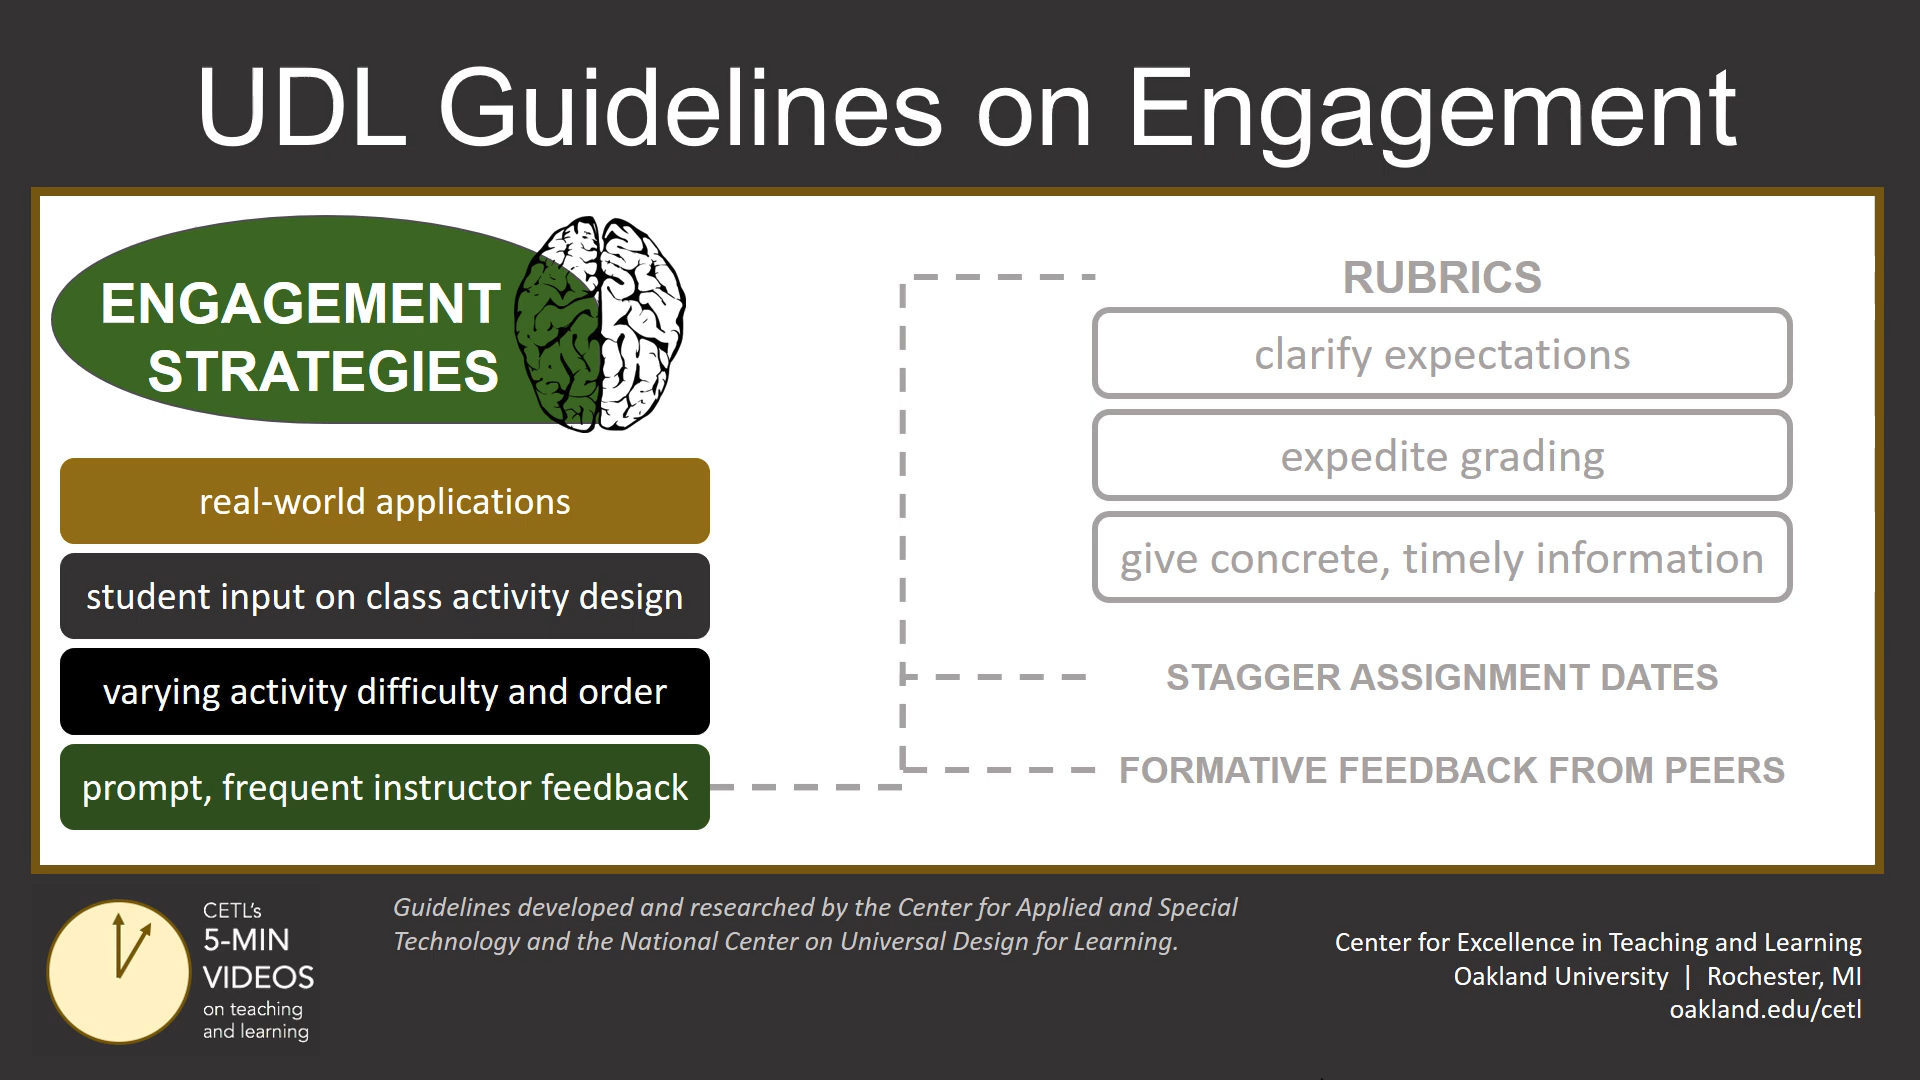 UDL Guidelines on Engagement
ENGAGEMENT
STRATEGIES
real-world applications
student input on class activity design
varying activity difficulty and order
prompt, frequent instructor feedback
RUBRICS
clarify expectations
expedite grading
give concrete, timely information
STAGGER ASSIGNMENT DATES
FORMATIVE FEEDBACK FROM PEERS
CETL's
5-MIN
VIDEOS
on teaching
and learning
Guidelines developed and researched by the Center for Applied and Special
Technology and the National Center on Universal Design for Learning.
Center for Excellence in Teaching and Learning
Oakland University | Rochester, MI
oakland.edu/cetl